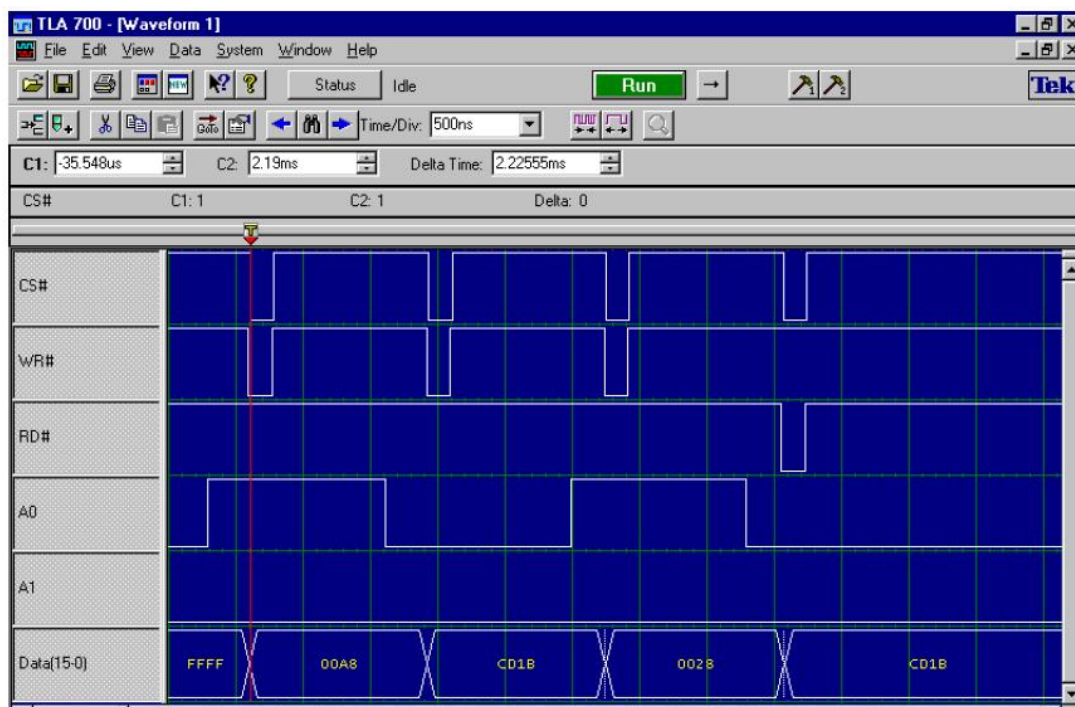 TLA 700 - [Waveform 1]
File Edit View Data System Window Help
Status Idle Run Tek
GoTo Time/Div: 500ns
C1: -35.548us C2: 2.19ms Delta Time: 2.22555ms
CS# C1: 1 C2: 1 Delta: 0
T
CS#
WR#
RD#
A0
A1
Data(15-0) FFFF 00A8 CD1B 0028 CD1B